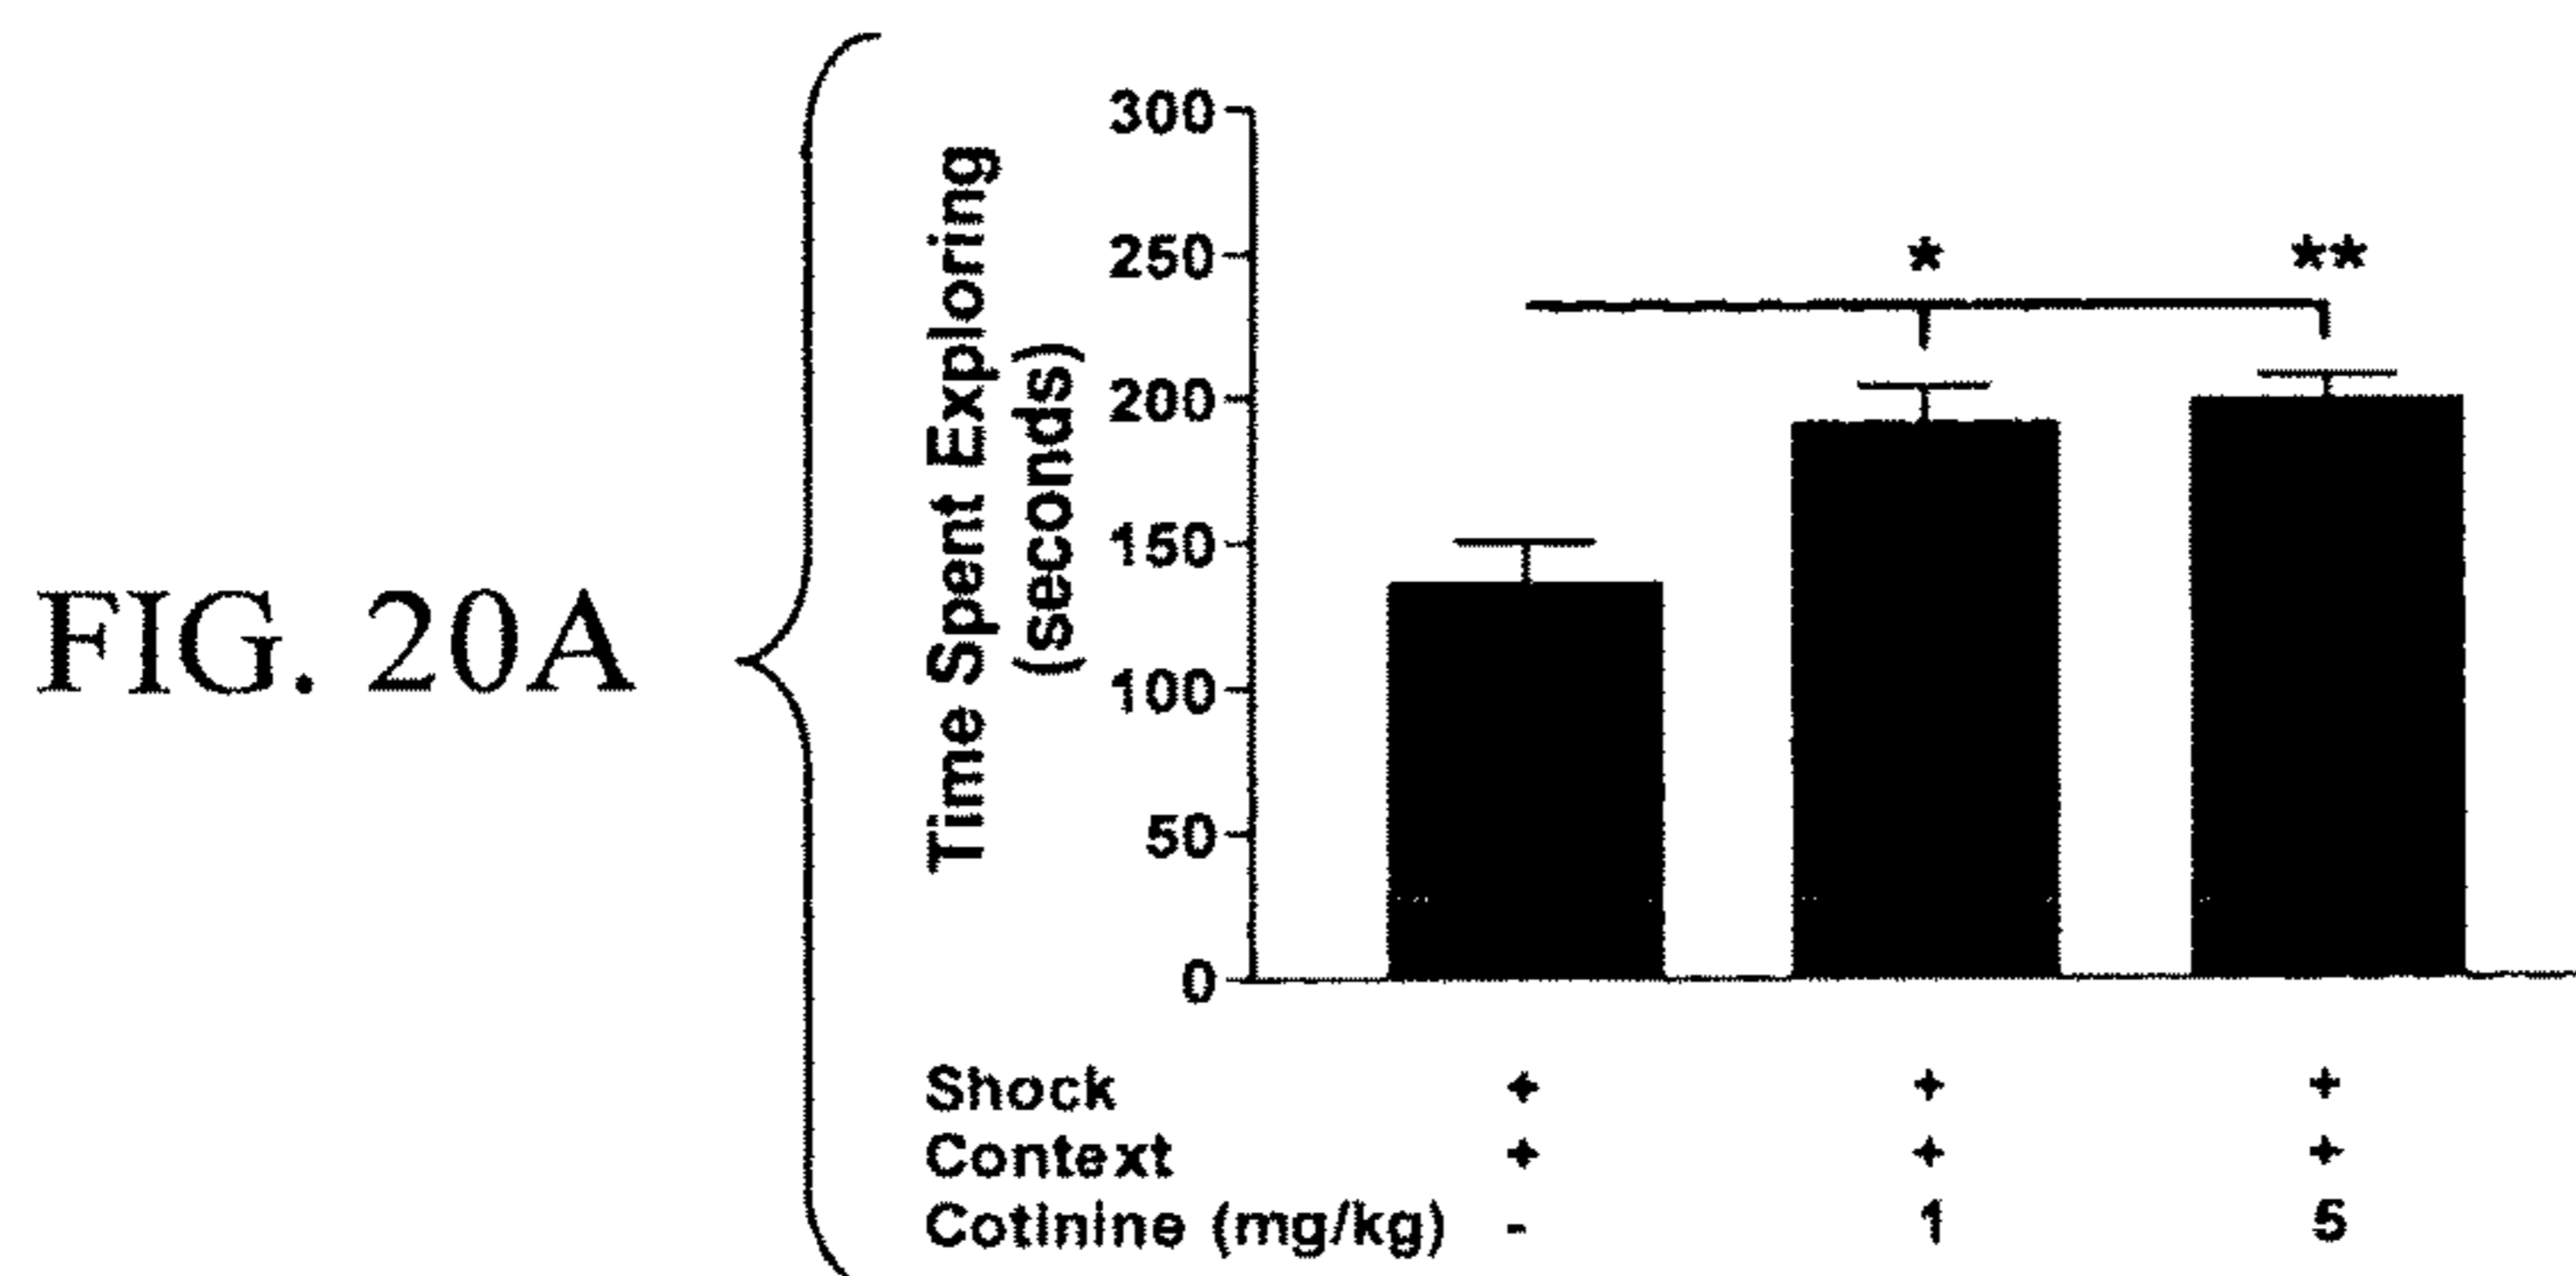 FIG. 20A
Time Spent Exploring
(seconds)
300
250
200
150
100
50
0
* **
Shock + + +
Context + + +
Cotinine (mg/kg) - 1 5